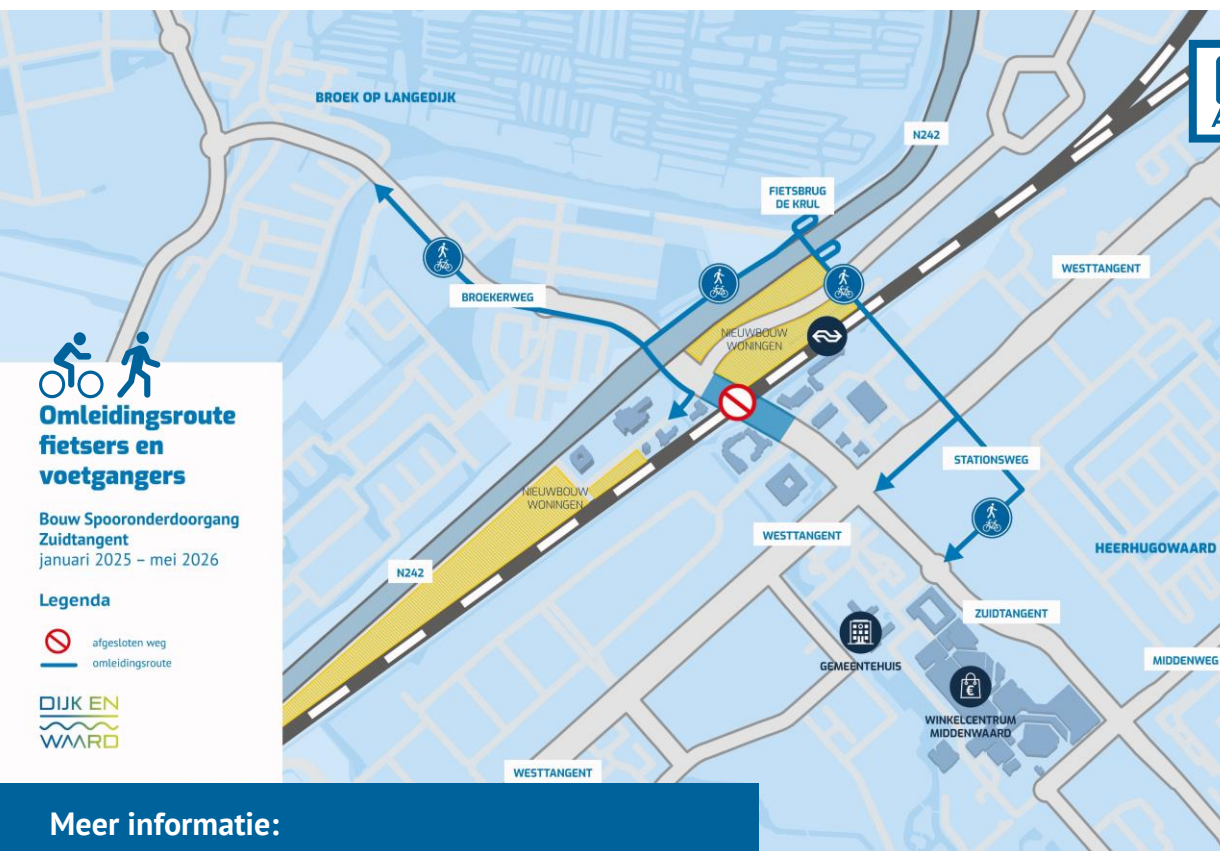 BROEK OP LANGEDIJK
N242
FIETSBRUG
DE KRUL
WESTTANGENT
BROEKERWEG
NIEUWBOUW
WONINGEN
Omleidingsroute
fietsers en
voetgangers
Bouw Spooronderdoorgang
Zuidtangent
januari 2025 – mei 2026
Legenda
afgesloten weg
omleidingsroute
DIJK EN
WAARD
STATIONSWEG
NIEUWBOUW
WONINGEN
WESTTANGENT
HEERHUGOWAARD
N242
ZUIDTANGENT
GEMEENTEHUIS
MIDDENWEG
WINKELCENTRUM
MIDDENWAARD
WESTTANGENT
Meer informatie: